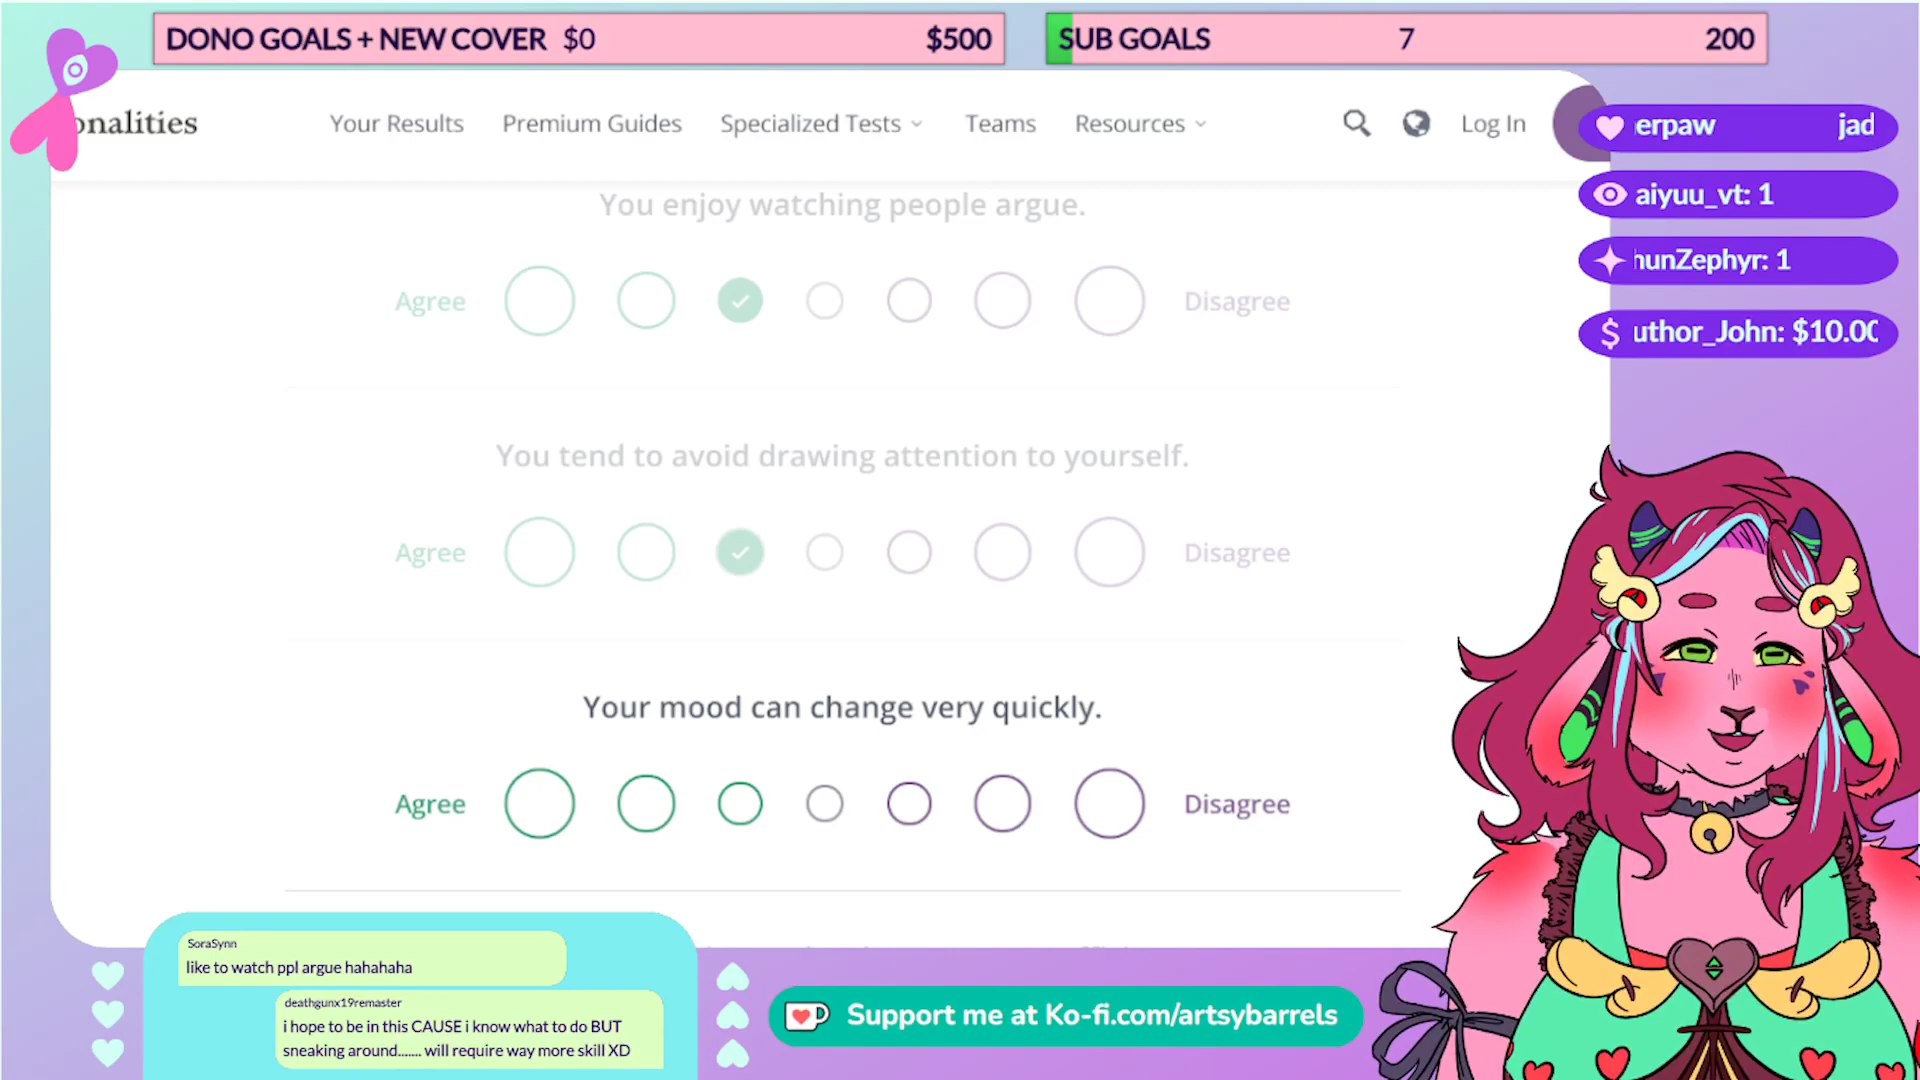 DONO GOALS + NEW COVER $0 $500
SUB GOALS 7 200
onalities
Your Results Premium Guides Specialized Tests Teams Resources Log In
erpaw jad
aiyuu_vt: 1
hunZephyr: 1
uthor_John: $10.00
You enjoy watching people argue.
Agree Disagree
You tend to avoid drawing attention to yourself.
Agree Disagree
Your mood can change very quickly.
Agree Disagree
SoraSynn
like to watch ppl argue hahahaha
deathgunx19remaster
i hope to be in this CAUSE i know what to do BUT
sneaking around....... will require way more skill XD
Support me at Ko-fi.com/artsybarrels